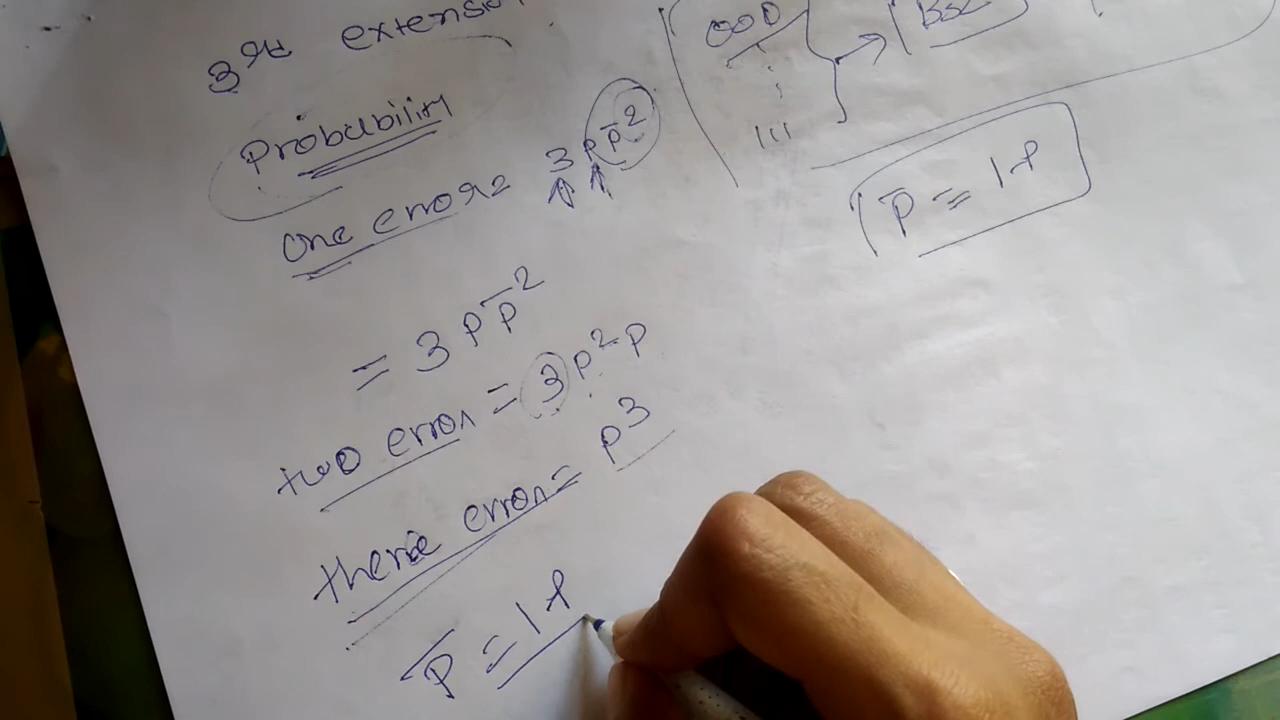 3rd extension
Probability
one error = 3 p p̄²
= 3 p p̄²
two error = 3 p² p
there error = p³
p̄ = 1-p
000
:
111
BSC
p̄ = 1-p